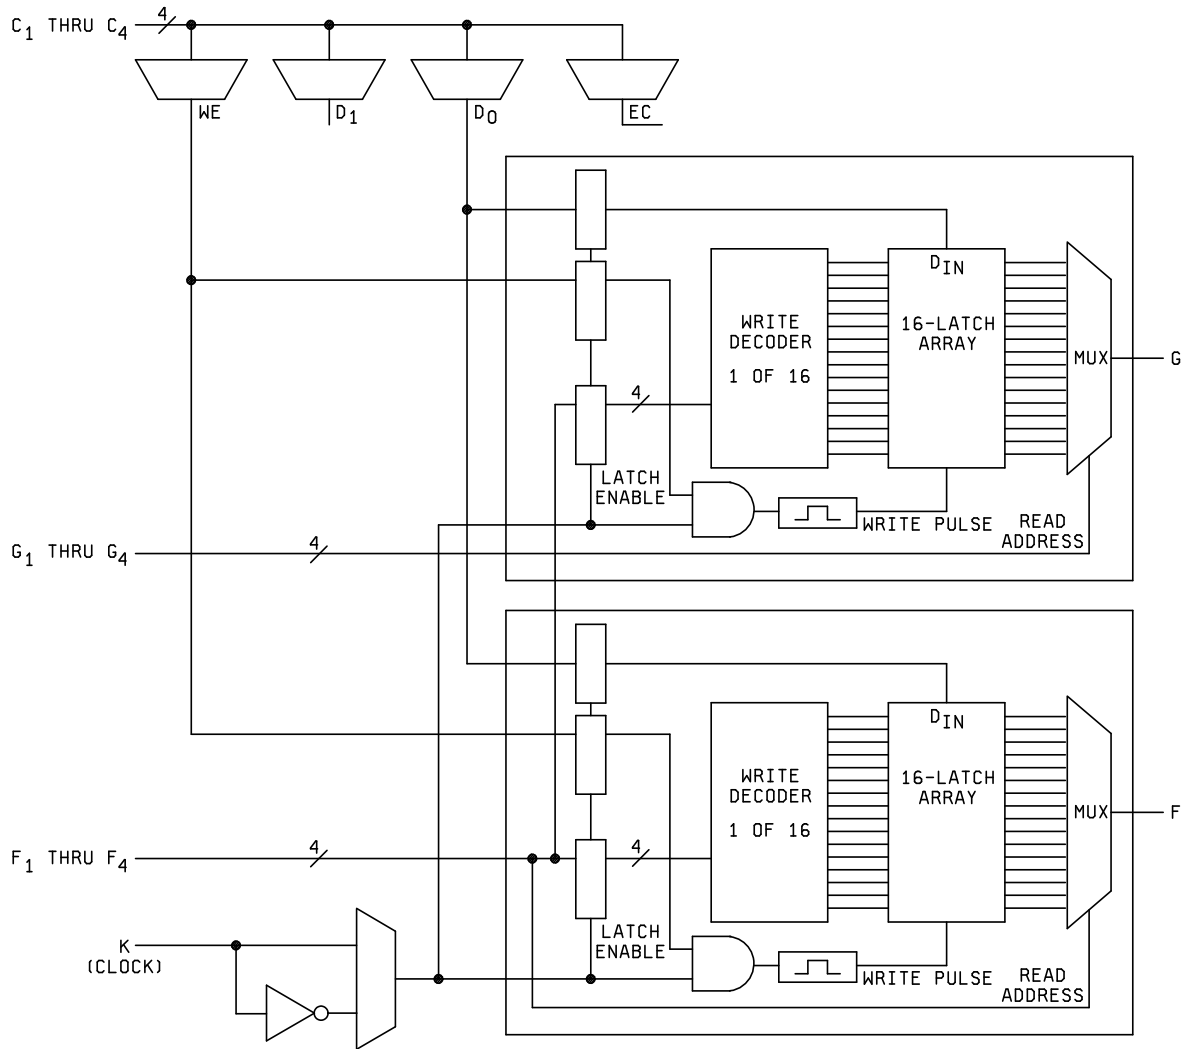 C1 THRU C4
4
WE
D1
D0
EC
WRITE
DECODER
1 OF 16
DIN
16-LATCH
ARRAY
MUX
G
4
LATCH
ENABLE
WRITE PULSE
READ
ADDRESS
G1 THRU G4
4
WRITE
DECODER
1 OF 16
DIN
16-LATCH
ARRAY
MUX
F
F1 THRU F4
4
4
LATCH
ENABLE
WRITE PULSE
READ
ADDRESS
K
(CLOCK)